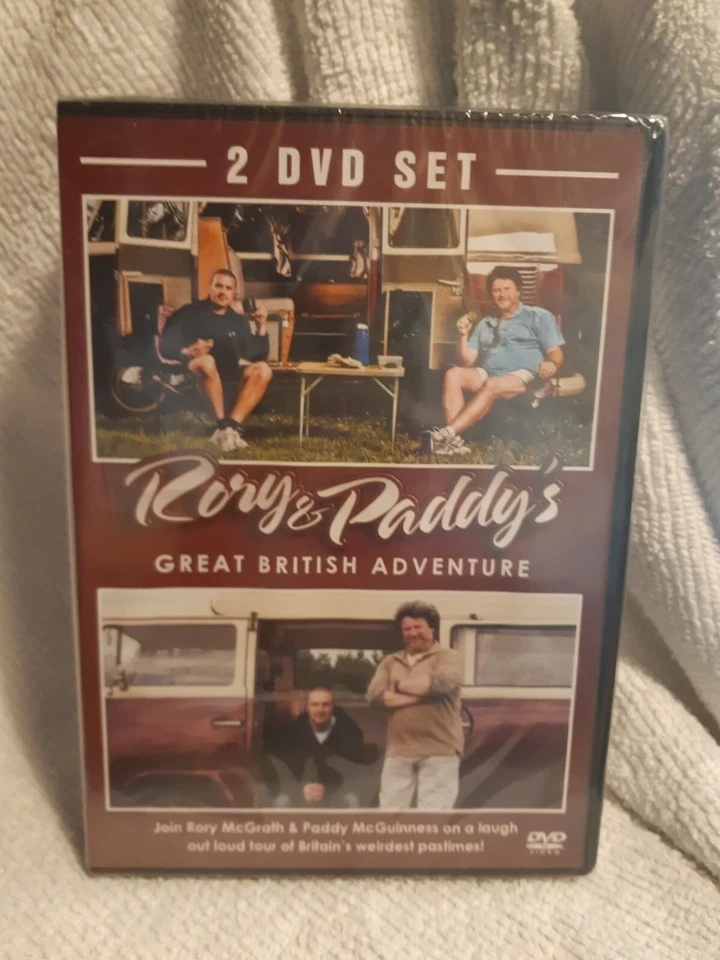 2 DVD SET
Rory & Paddy's
GREAT BRITISH ADVENTURE
Join Rory McGrath & Paddy McGuinness on a laugh
out loud tour of Britain's weirdest pastimes!
DVD
VIDEO